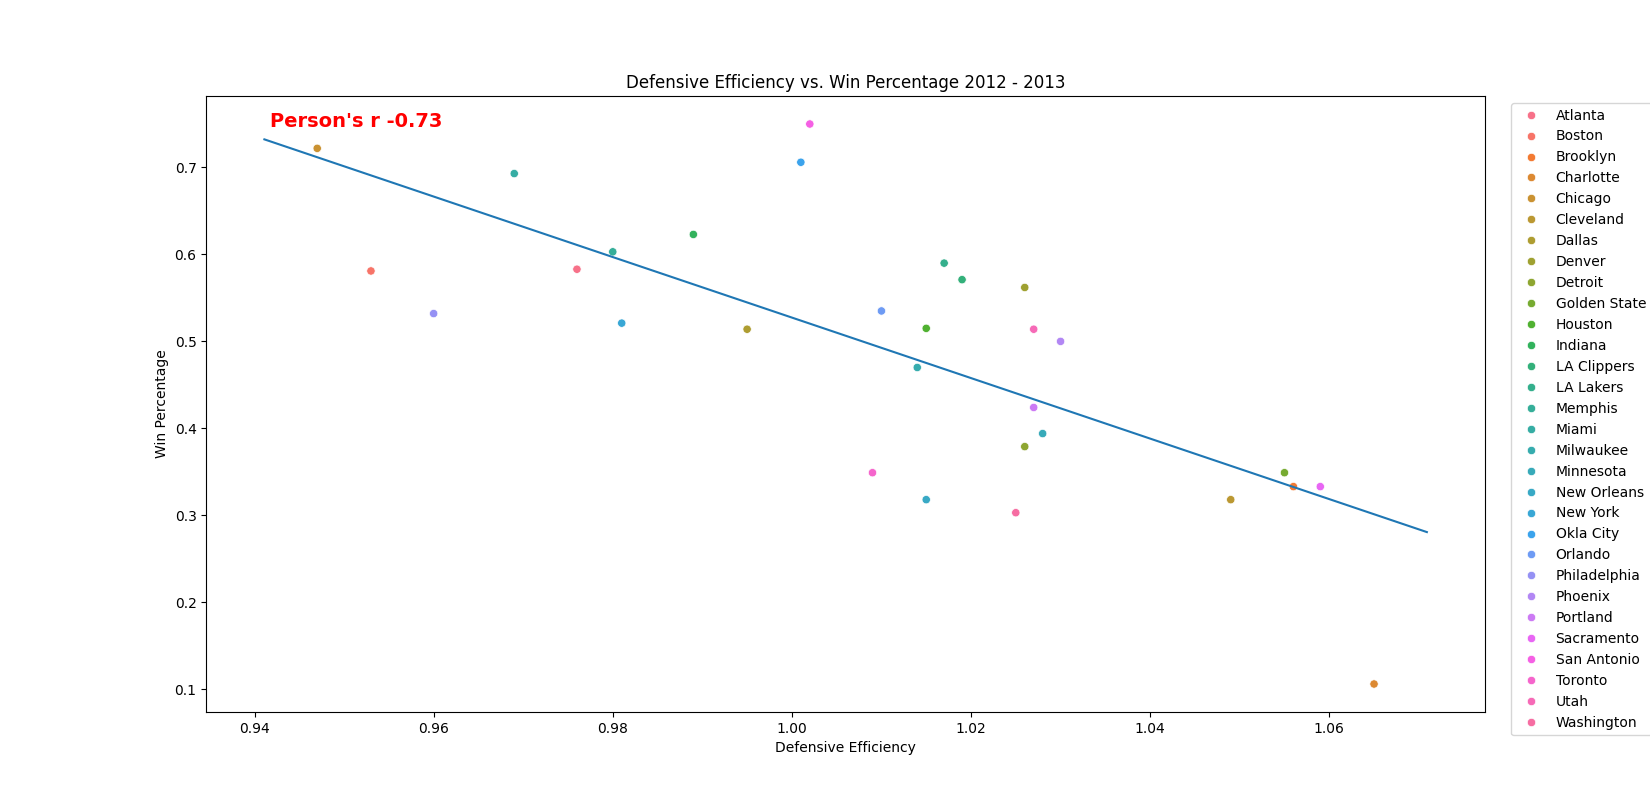 Defensive Efficiency vs. Win Percentage 2012 - 2013
Person's r -0.73
Win Percentage
0.7
0.6
0.5
0.4
0.3
0.2
0.1
0.94 0.96 0.98 1.00 1.02 1.04 1.06
Defensive Efficiency
Atlanta
Boston
Brooklyn
Charlotte
Chicago
Cleveland
Dallas
Denver
Detroit
Golden State
Houston
Indiana
LA Clippers
LA Lakers
Memphis
Miami
Milwaukee
Minnesota
New Orleans
New York
Okla City
Orlando
Philadelphia
Phoenix
Portland
Sacramento
San Antonio
Toronto
Utah
Washington